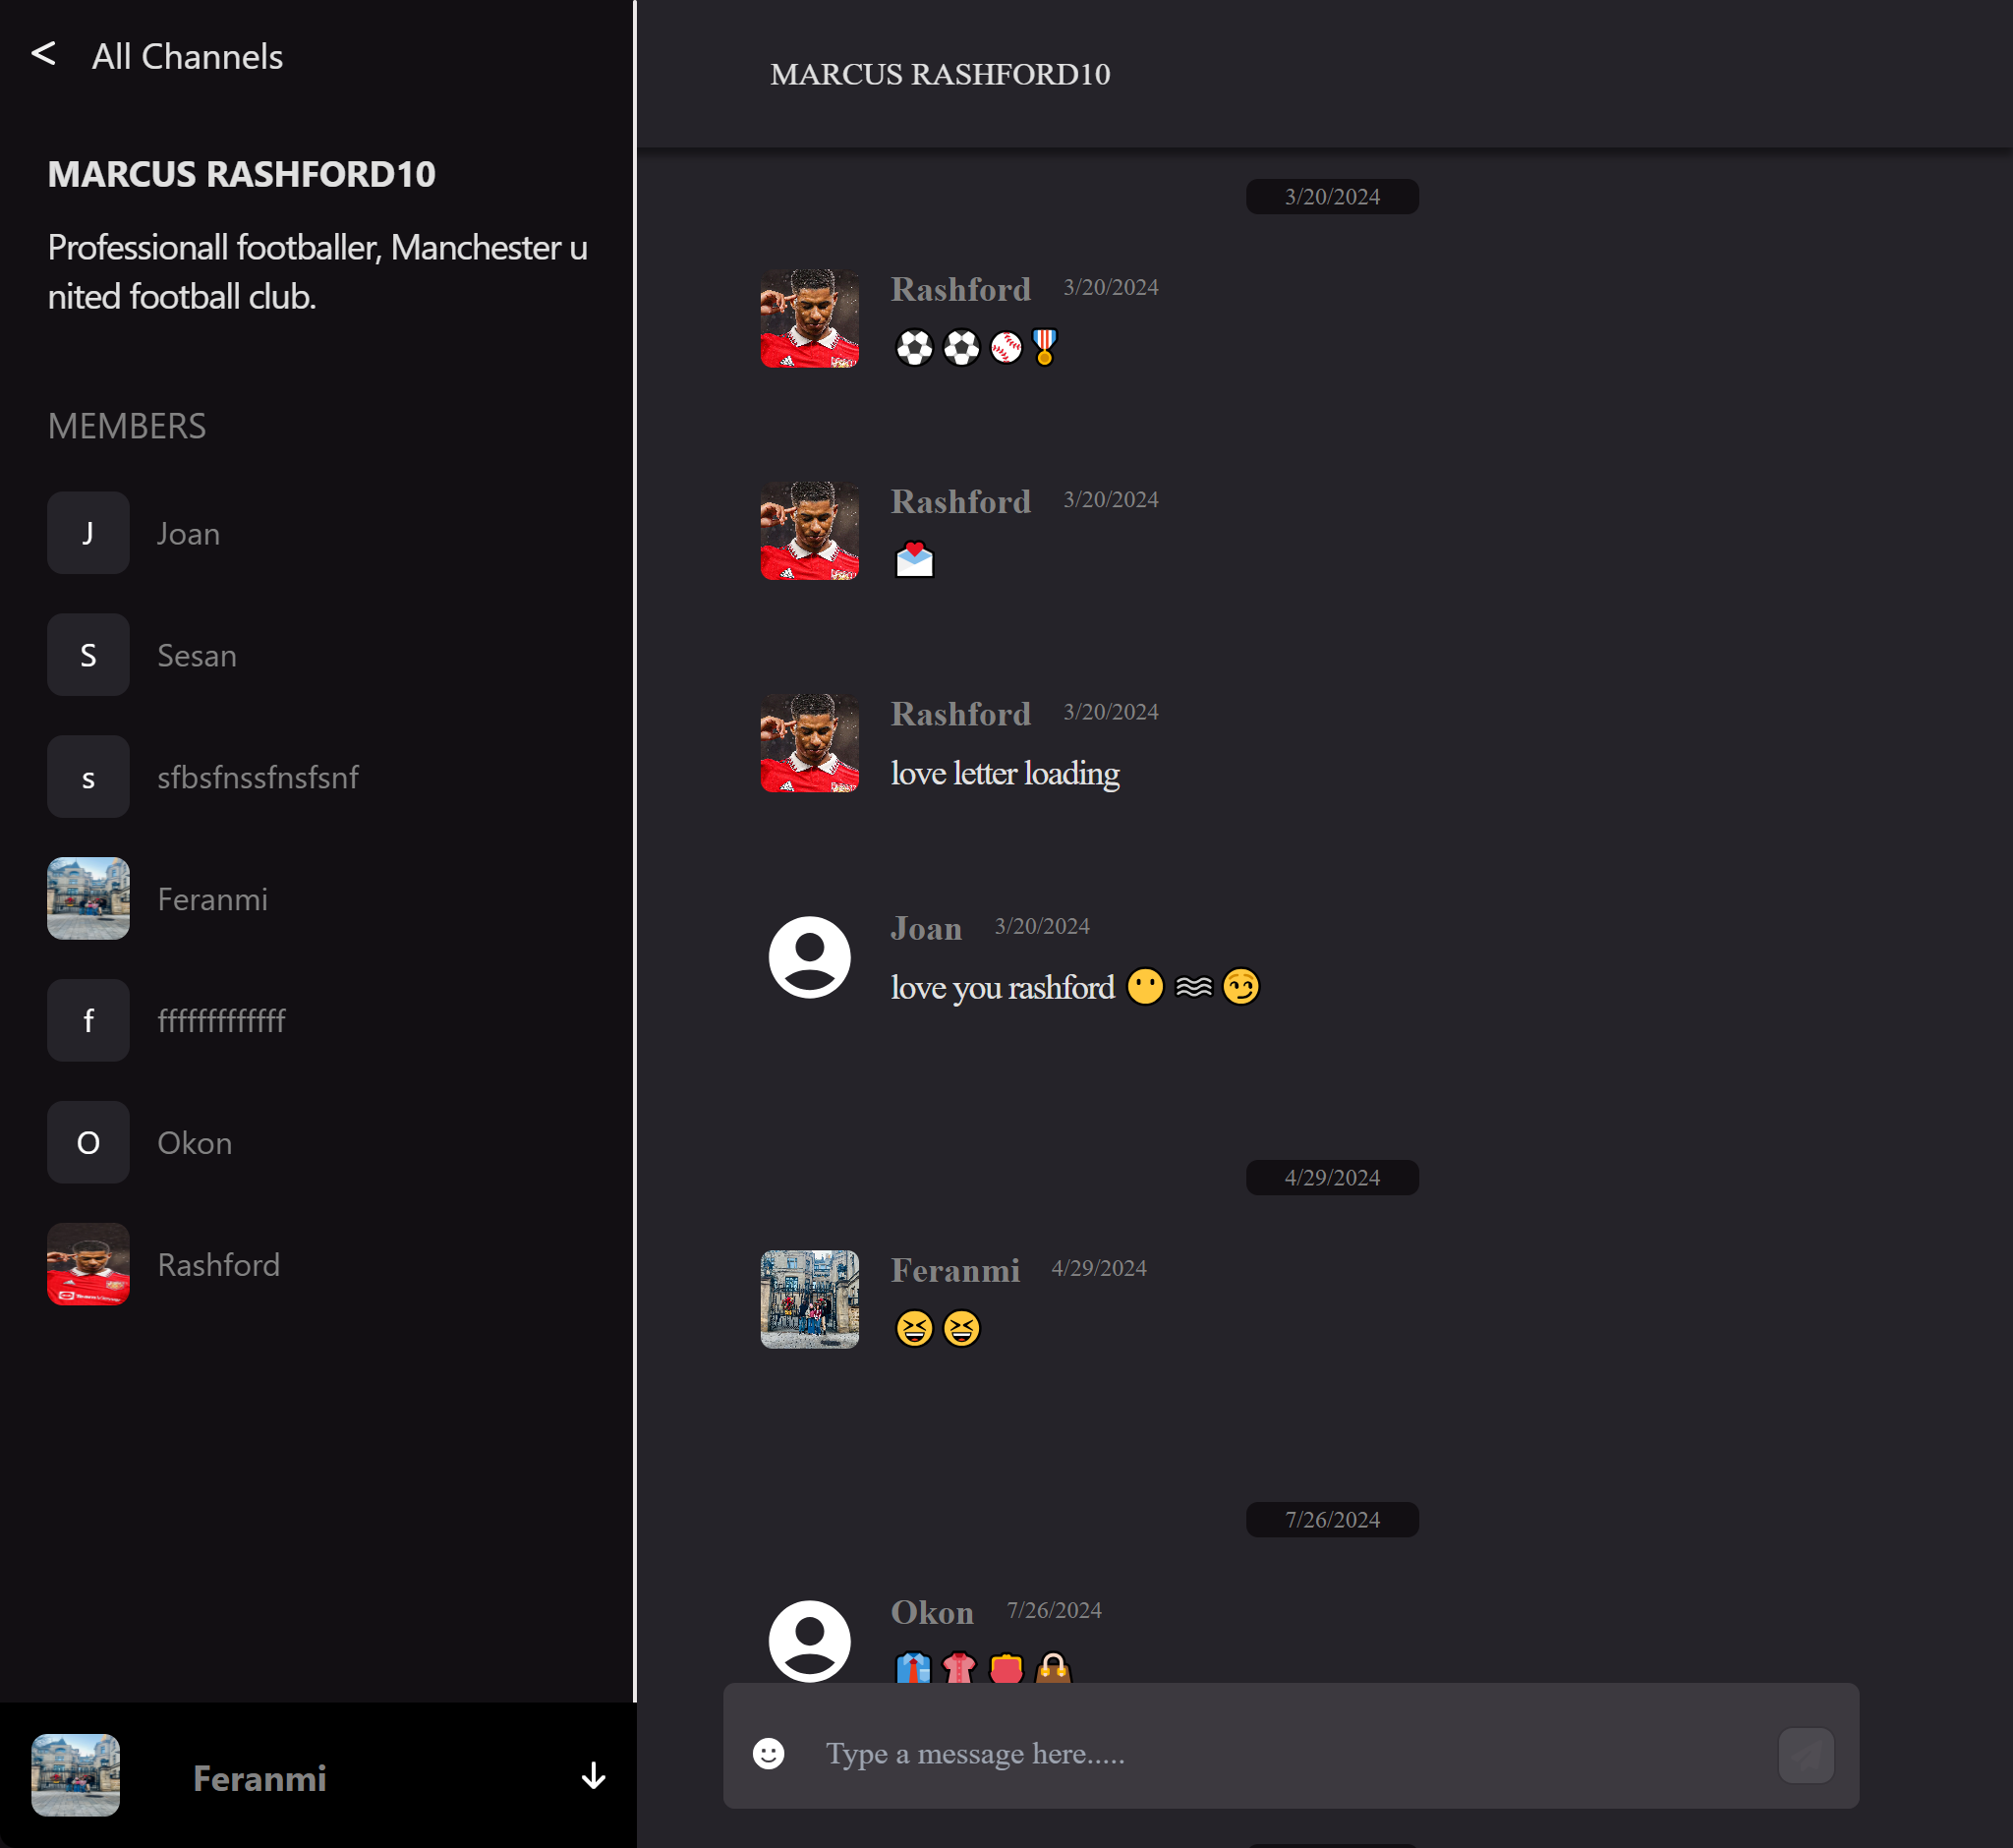 < All Channels
MARCUS RASHFORD10
Professionall footballer, Manchester u
nited football club.
MEMBERS
J Joan
S Sesan
s sfbsfnssfnsfsnf
Feranmi
f fffffffffffff
O Okon
Rashford
Feranmi
MARCUS RASHFORD10
3/20/2024
Rashford 3/20/2024
⚽⚽⚾🎖
Rashford 3/20/2024
💌
Rashford 3/20/2024
love letter loading
Joan 3/20/2024
love you rashford 😶🌫😏
4/29/2024
Feranmi 4/29/2024
😆😆
7/26/2024
Okon 7/26/2024
👔👚👛👜
Type a message here.....